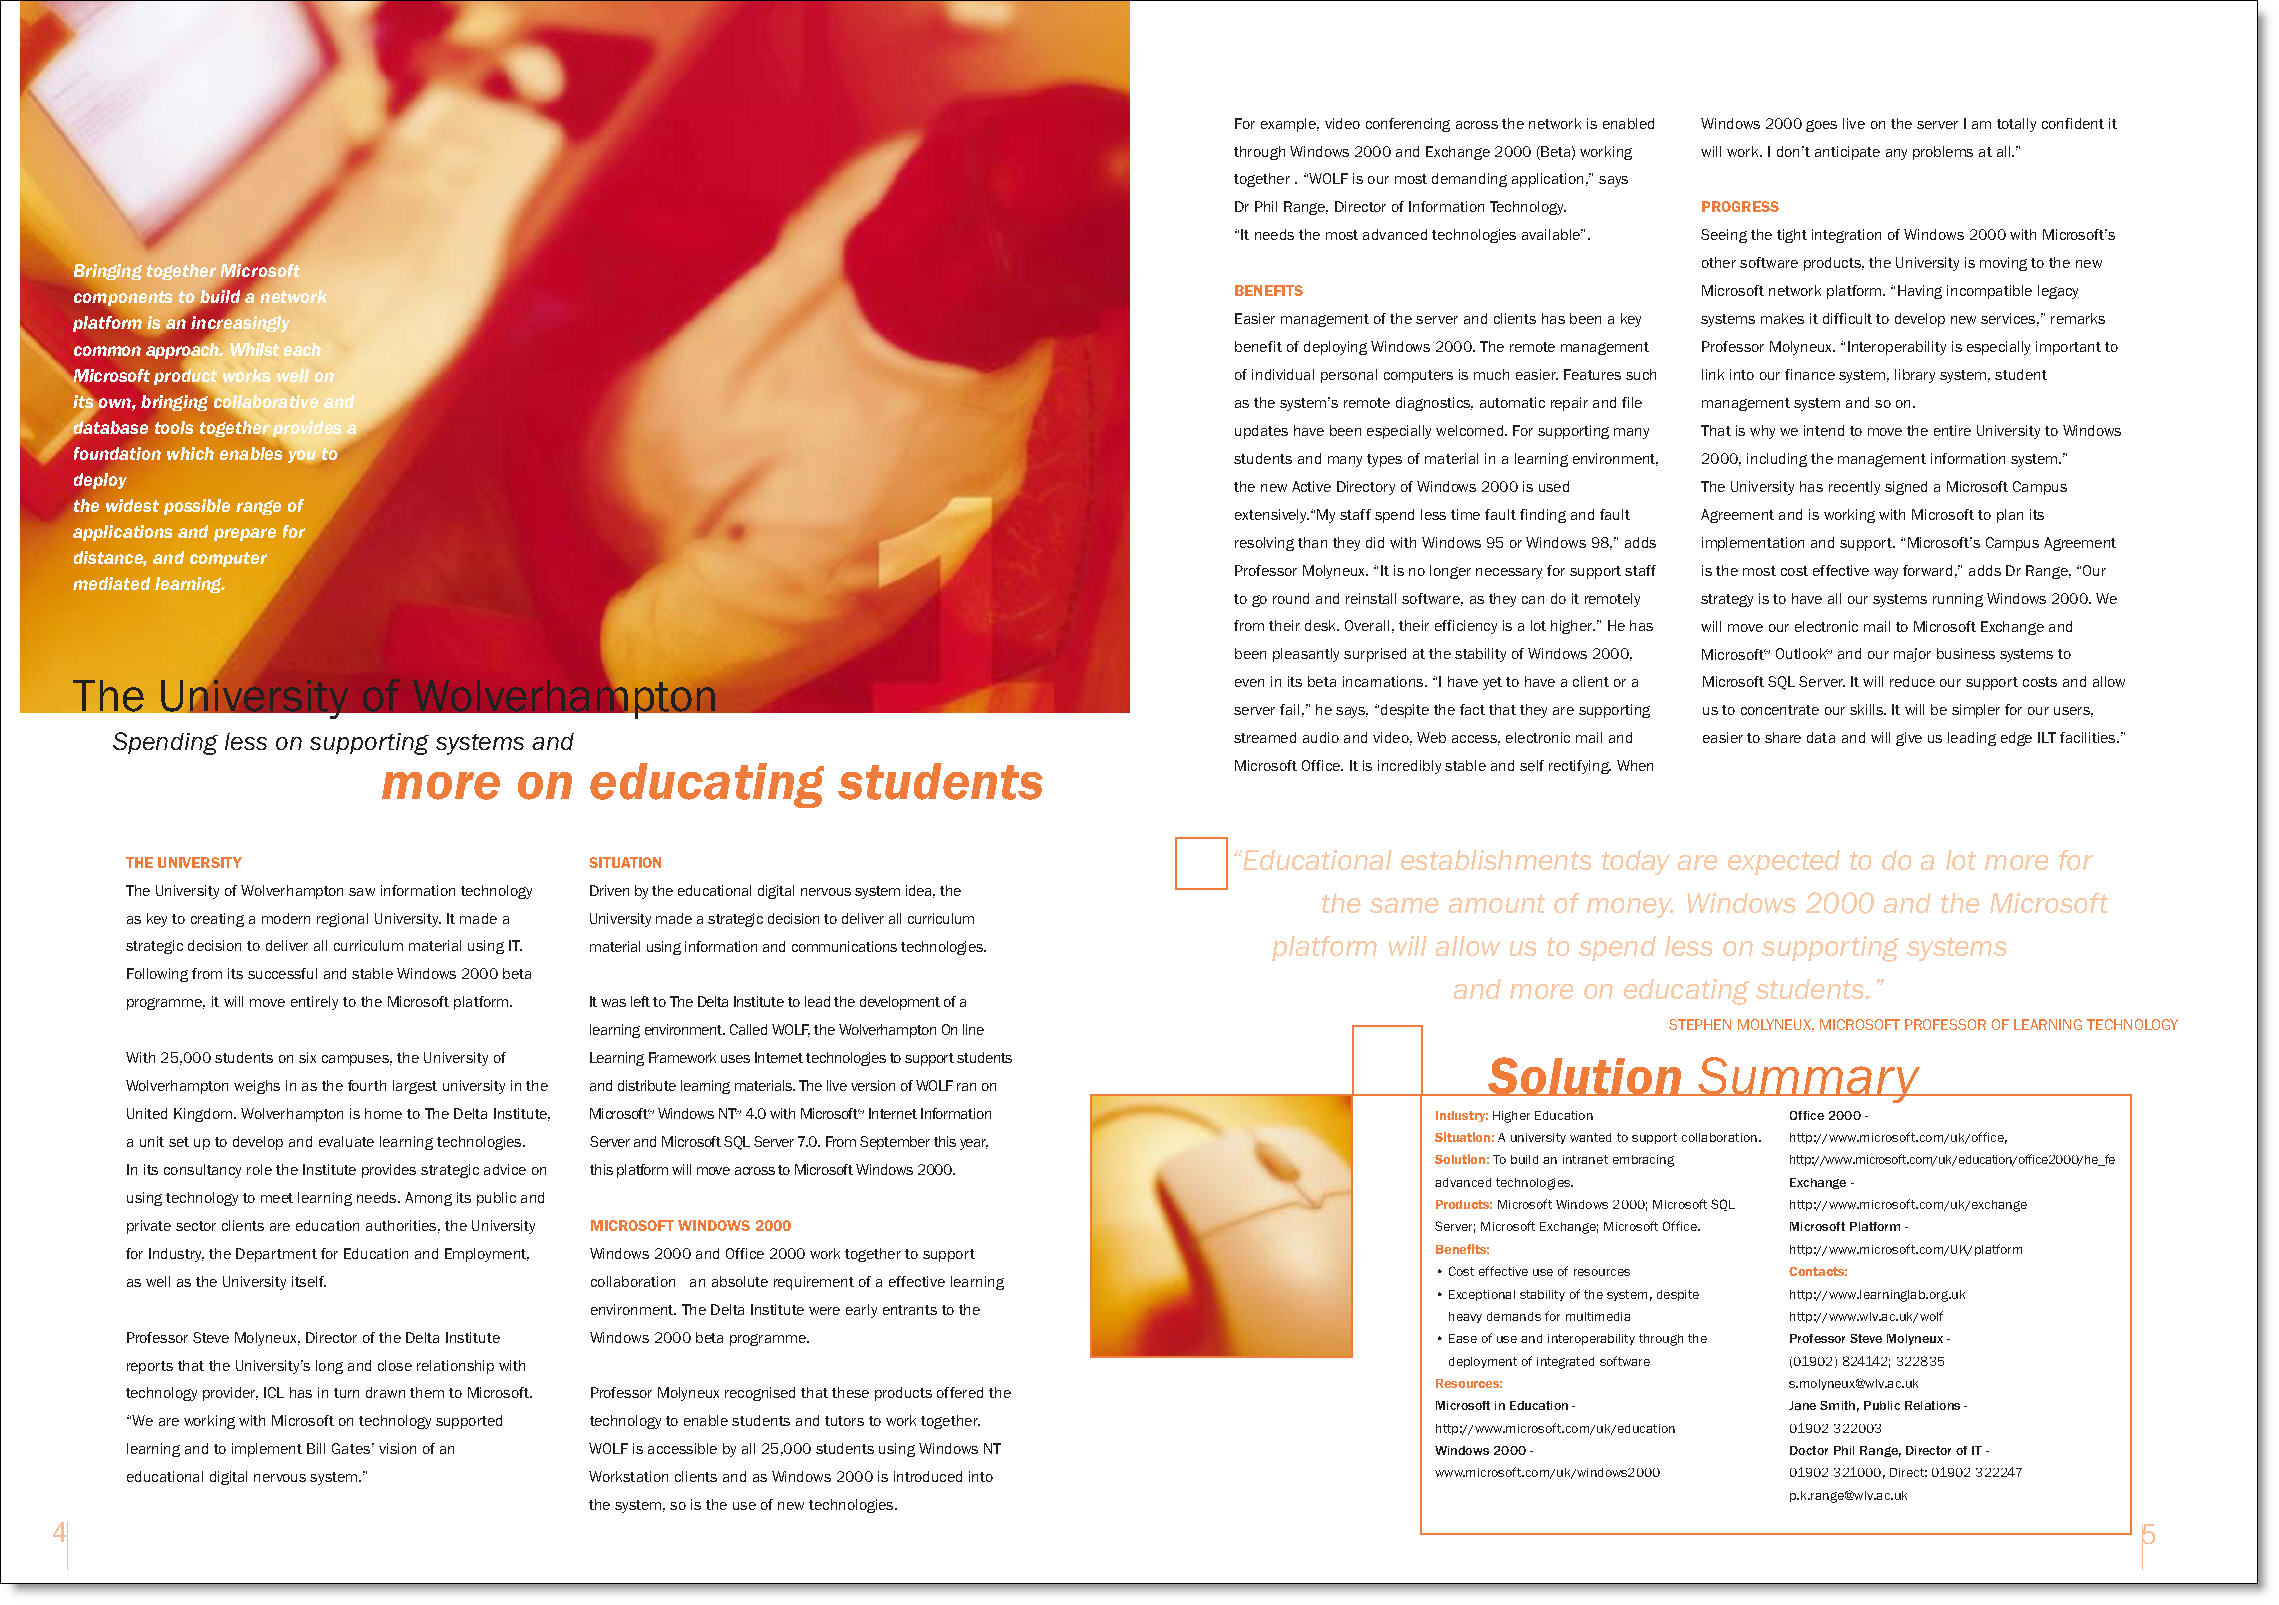 Bringing together Microsoft
components to build a network
platform is an increasingly
common approach. Whilst each
Microsoft product works well on
its own, bringing collaborative and
database tools together provides a
foundation which enables you to
deploy
the widest possible range of
applications and prepare for
distance, and computer
mediated learning.
1
The University of Wolverhampton
Spending less on supporting systems and
more on educating students
THE UNIVERSITY
The University of Wolverhampton saw information technology
as key to creating a modern regional University. It made a
strategic decision to deliver all curriculum material using IT.
Following from its successful and stable Windows 2000 beta
programme, it will move entirely to the Microsoft platform.
With 25,000 students on six campuses, the University of
Wolverhampton weighs in as the fourth largest university in the
United Kingdom. Wolverhampton is home to The Delta Institute,
a unit set up to develop and evaluate learning technologies.
In its consultancy role the Institute provides strategic advice on
using technology to meet learning needs. Among its public and
private sector clients are education authorities, the University
for Industry, the Department for Education and Employment,
as well as the University itself.
Professor Steve Molyneux, Director of the Delta Institute
reports that the University's long and close relationship with
technology provider, ICL has in turn drawn them to Microsoft.
“We are working with Microsoft on technology supported
learning and to implement Bill Gates' vision of an
educational digital nervous system.”
SITUATION
Driven by the educational digital nervous system idea, the
University made a strategic decision to deliver all curriculum
material using information and communications technologies.
It was left to The Delta Institute to lead the development of a
learning environment. Called WOLF, the Wolverhampton On line
Learning Framework uses Internet technologies to support students
and distribute learning materials. The live version of WOLF ran on
Microsoft Windows NT 4.0 with Microsoft Internet Information
Server and Microsoft SQL Server 7.0. From September this year,
this platform will move across to Microsoft Windows 2000.
MICROSOFT WINDOWS 2000
Windows 2000 and Office 2000 work together to support
collaboration an absolute requirement of a effective learning
environment. The Delta Institute were early entrants to the
Windows 2000 beta programme.
Professor Molyneux recognised that these products offered the
technology to enable students and tutors to work together.
WOLF is accessible by all 25,000 students using Windows NT
Workstation clients and as Windows 2000 is introduced into
the system, so is the use of new technologies.
4
For example, video conferencing across the network is enabled
through Windows 2000 and Exchange 2000 (Beta) working
together . “WOLF is our most demanding application,” says
Dr Phil Range, Director of Information Technology.
“It needs the most advanced technologies available”.
BENEFITS
Easier management of the server and clients has been a key
benefit of deploying Windows 2000. The remote management
of individual personal computers is much easier. Features such
as the system's remote diagnostics, automatic repair and file
updates have been especially welcomed. For supporting many
students and many types of material in a learning environment,
the new Active Directory of Windows 2000 is used
extensively.“My staff spend less time fault finding and fault
resolving than they did with Windows 95 or Windows 98,” adds
Professor Molyneux. “It is no longer necessary for support staff
to go round and reinstall software, as they can do it remotely
from their desk. Overall, their efficiency is a lot higher.” He has
been pleasantly surprised at the stability of Windows 2000,
even in its beta incarnations. “I have yet to have a client or a
server fail,” he says, “despite the fact that they are supporting
streamed audio and video, Web access, electronic mail and
Microsoft Office. It is incredibly stable and self rectifying. When
Windows 2000 goes live on the server I am totally confident it
will work. I don't anticipate any problems at all.”
PROGRESS
Seeing the tight integration of Windows 2000 with Microsoft's
other software products, the University is moving to the new
Microsoft network platform. “Having incompatible legacy
systems makes it difficult to develop new services,” remarks
Professor Molyneux. “Interoperability is especially important to
link into our finance system, library system, student
management system and so on.
That is why we intend to move the entire University to Windows
2000, including the management information system.”
The University has recently signed a Microsoft Campus
Agreement and is working with Microsoft to plan its
implementation and support. “Microsoft's Campus Agreement
is the most cost effective way forward,” adds Dr Range, “Our
strategy is to have all our systems running Windows 2000. We
will move our electronic mail to Microsoft Exchange and
Microsoft Outlook and our major business systems to
Microsoft SQL Server. It will reduce our support costs and allow
us to concentrate our skills. It will be simpler for our users,
easier to share data and will give us leading edge ILT facilities.”
“Educational establishments today are expected to do a lot more for
the same amount of money. Windows 2000 and the Microsoft
platform will allow us to spend less on supporting systems
and more on educating students.”
STEPHEN MOLYNEUX, MICROSOFT PROFESSOR OF LEARNING TECHNOLOGY
Solution Summary
Industry: Higher Education
Situation: A university wanted to support collaboration.
Solution: To build an intranet embracing
advanced technologies.
Products: Microsoft Windows 2000; Microsoft SQL
Server; Microsoft Exchange; Microsoft Office.
Benefits:
• Cost effective use of resources
• Exceptional stability of the system, despite
heavy demands for multimedia
• Ease of use and interoperability through the
deployment of integrated software
Resources:
Microsoft in Education -
http://www.microsoft.com/uk/education
Windows 2000 -
www.microsoft.com/uk/windows2000
Office 2000 -
http://www.microsoft.com/uk/office,
http://www.microsoft.com/uk/education/office2000/he_fe
Exchange -
http://www.microsoft.com/uk/exchange
Microsoft Platform -
http://www.microsoft.com/UK/platform
Contacts:
http://www.learninglab.org.uk
http://www.wlv.ac.uk/wolf
Professor Steve Molyneux -
(01902) 824142; 322835
s.molyneux@wlv.ac.uk
Jane Smith, Public Relations -
01902 322003
Doctor Phil Range, Director of IT -
01902 321000, Direct: 01902 322247
p.k.range@wlv.ac.uk
5